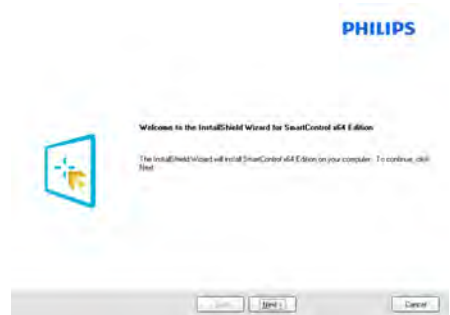 PHILIPS
Welcome to the InstallShield Wizard for SmartControl x64 Edition
The InstallShield Wizard will install SmartControl x64 Edition on your computer. To continue, click
Next.
Next >
Cancel